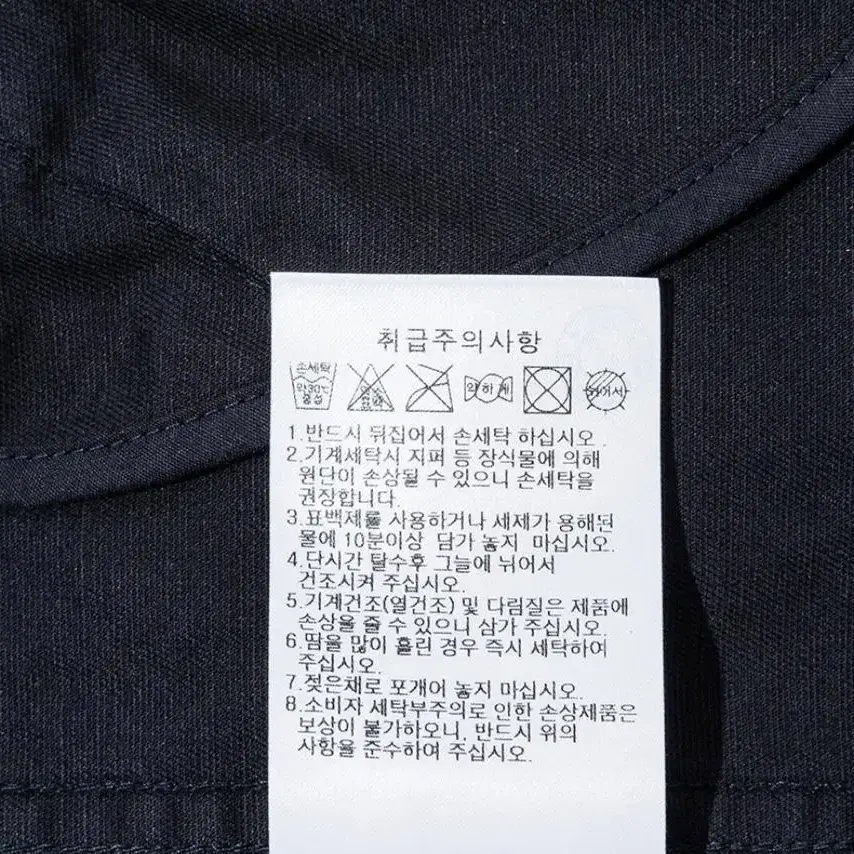 취급주의사항
손세탁
약30℃
중성
약하게
뉘어서
1.반드시 뒤집어서 손세탁 하십시오 .
2.기계세탁시 지퍼 등 장식물에 의해
원단이 손상될 수 있으니 손세탁을
권장합니다.
3.표백제를 사용하거나 세제가 용해된
물에 10분이상 담가 놓지 마십시오.
4.단시간 탈수후 그늘에 뉘어서
건조시켜 주십시오.
5.기계건조(열건조) 및 다림질은 제품에
손상을 줄 수 있으니 삼가 주십시오.
6.땀을 많이 흘린 경우 즉시 세탁하여
주십시오.
7.젖은채로 포개어 놓지 마십시오.
8.소비자 세탁부주의로 인한 손상제품은
보상이 불가하오니, 반드시 위의
사항을 준수하여 주십시오.